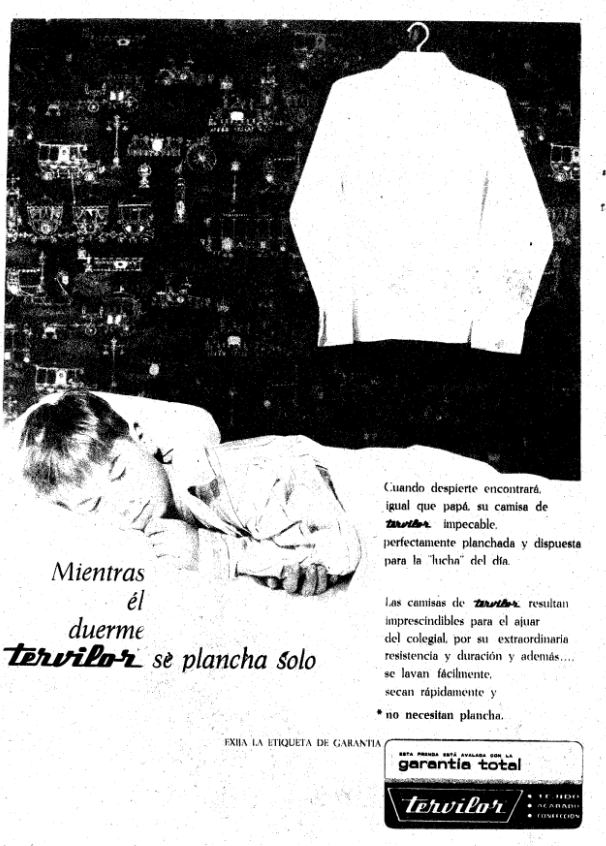 Cuando despierte encontrará,
igual que papá, su camisa de
tervilor impecable,
perfectamente planchada y dispuesta
para la "lucha" del día.
Las camisas de tervilor resultan
imprescindibles para el ajuar
del colegial, por su extraordinaria
resistencia y duración y además....
se lavan fácilmente,
secan rápidamente y
* no necesitan plancha.
Mientras
él
duerme
tervilor se plancha solo
EXIJA LA ETIQUETA DE GARANTIA
ESTA PRENDA ESTÁ AVALADA CON LA
garantía total
tervilor
• TEJIDO
• ACABADO
• CONFECCION